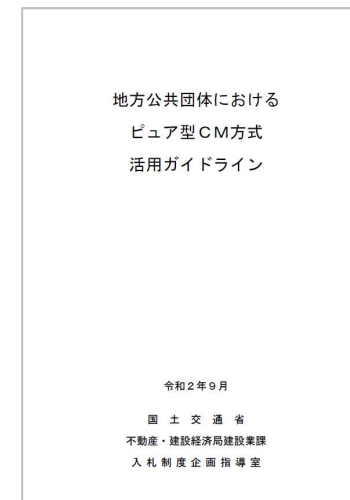 地方公共団体における
ピュア型ＣＭ方式
活用ガイドライン
令和２年９月
国 土 交 通 省
不動産・建設経済局建設業課
入 札 制 度 企 画 指 導 室